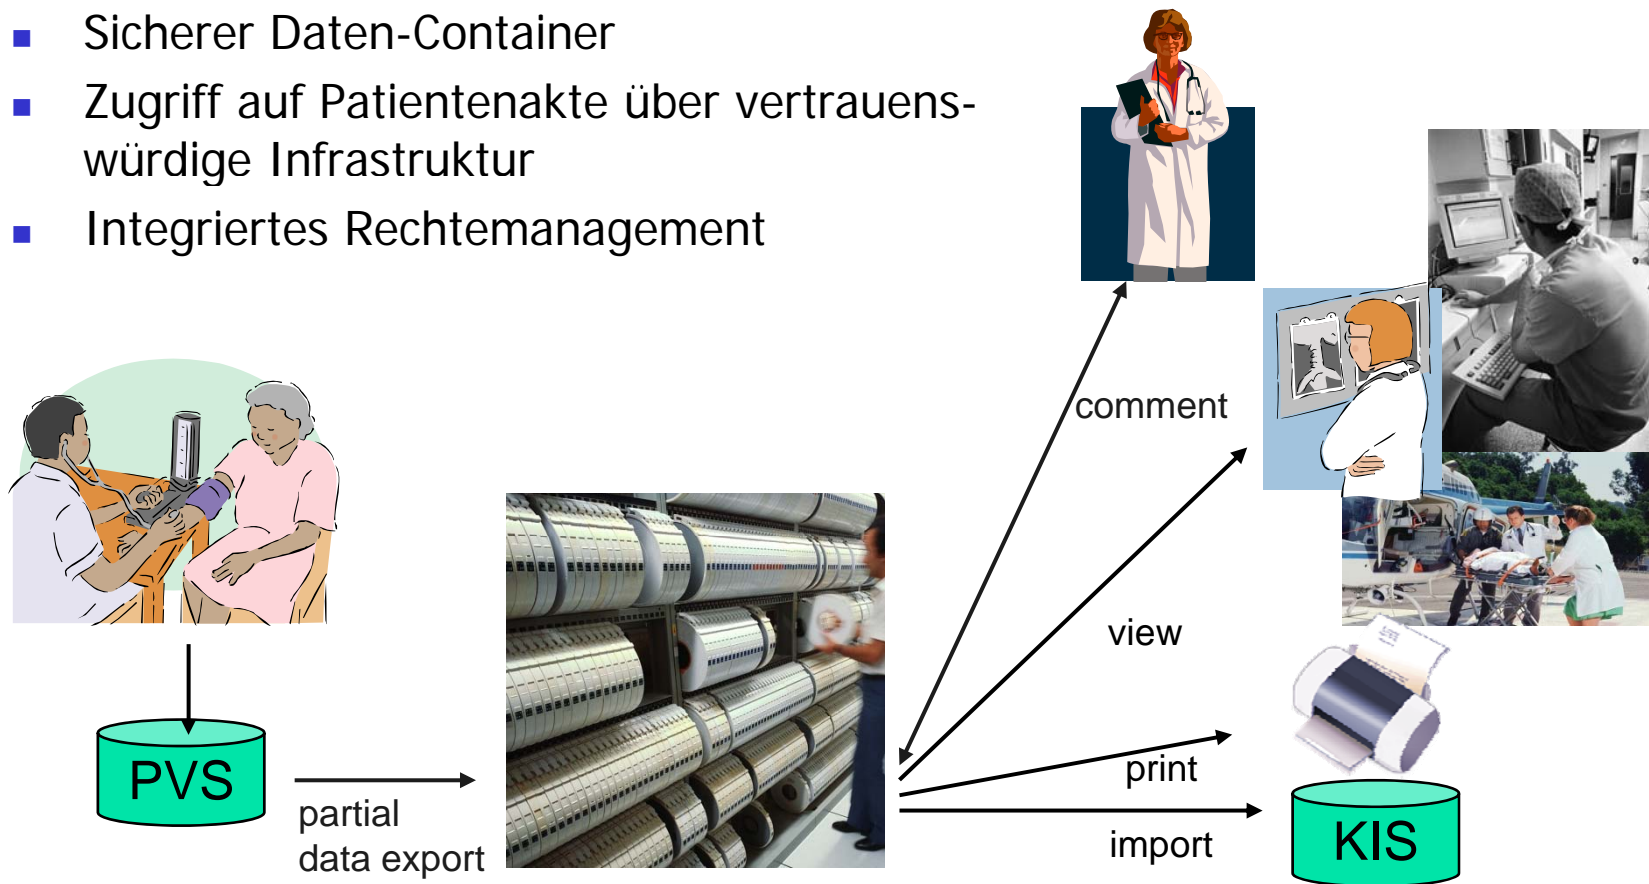 Sicherer Daten-Container
Zugriff auf Patientenakte über vertrauens-
würdige Infrastruktur
Integriertes Rechtemanagement
comment
view
print
import
PVS
partial
data export
KIS